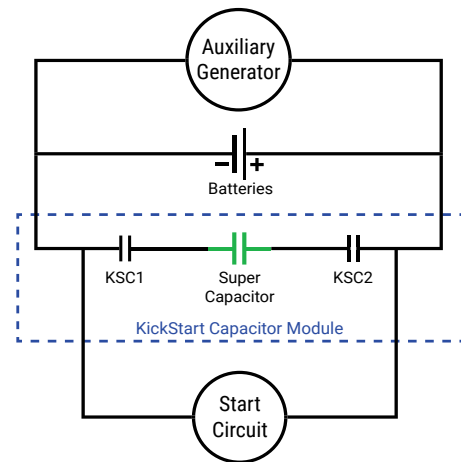 Auxiliary
Generator
– +
Batteries
KSC1
Super
Capacitor
KSC2
KickStart Capacitor Module
Start
Circuit